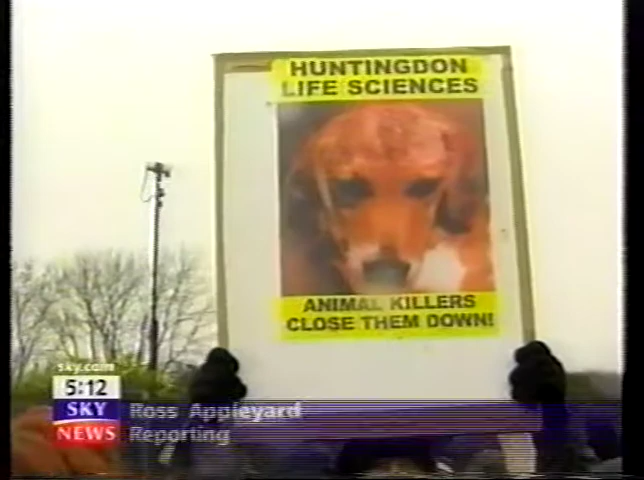 HUNTINGDON
LIFE SCIENCES
ANIMAL KILLERS
CLOSE THEM DOWN!
sky.com
5:12
SKY
NEWS
Ross Appleyard
Reporting